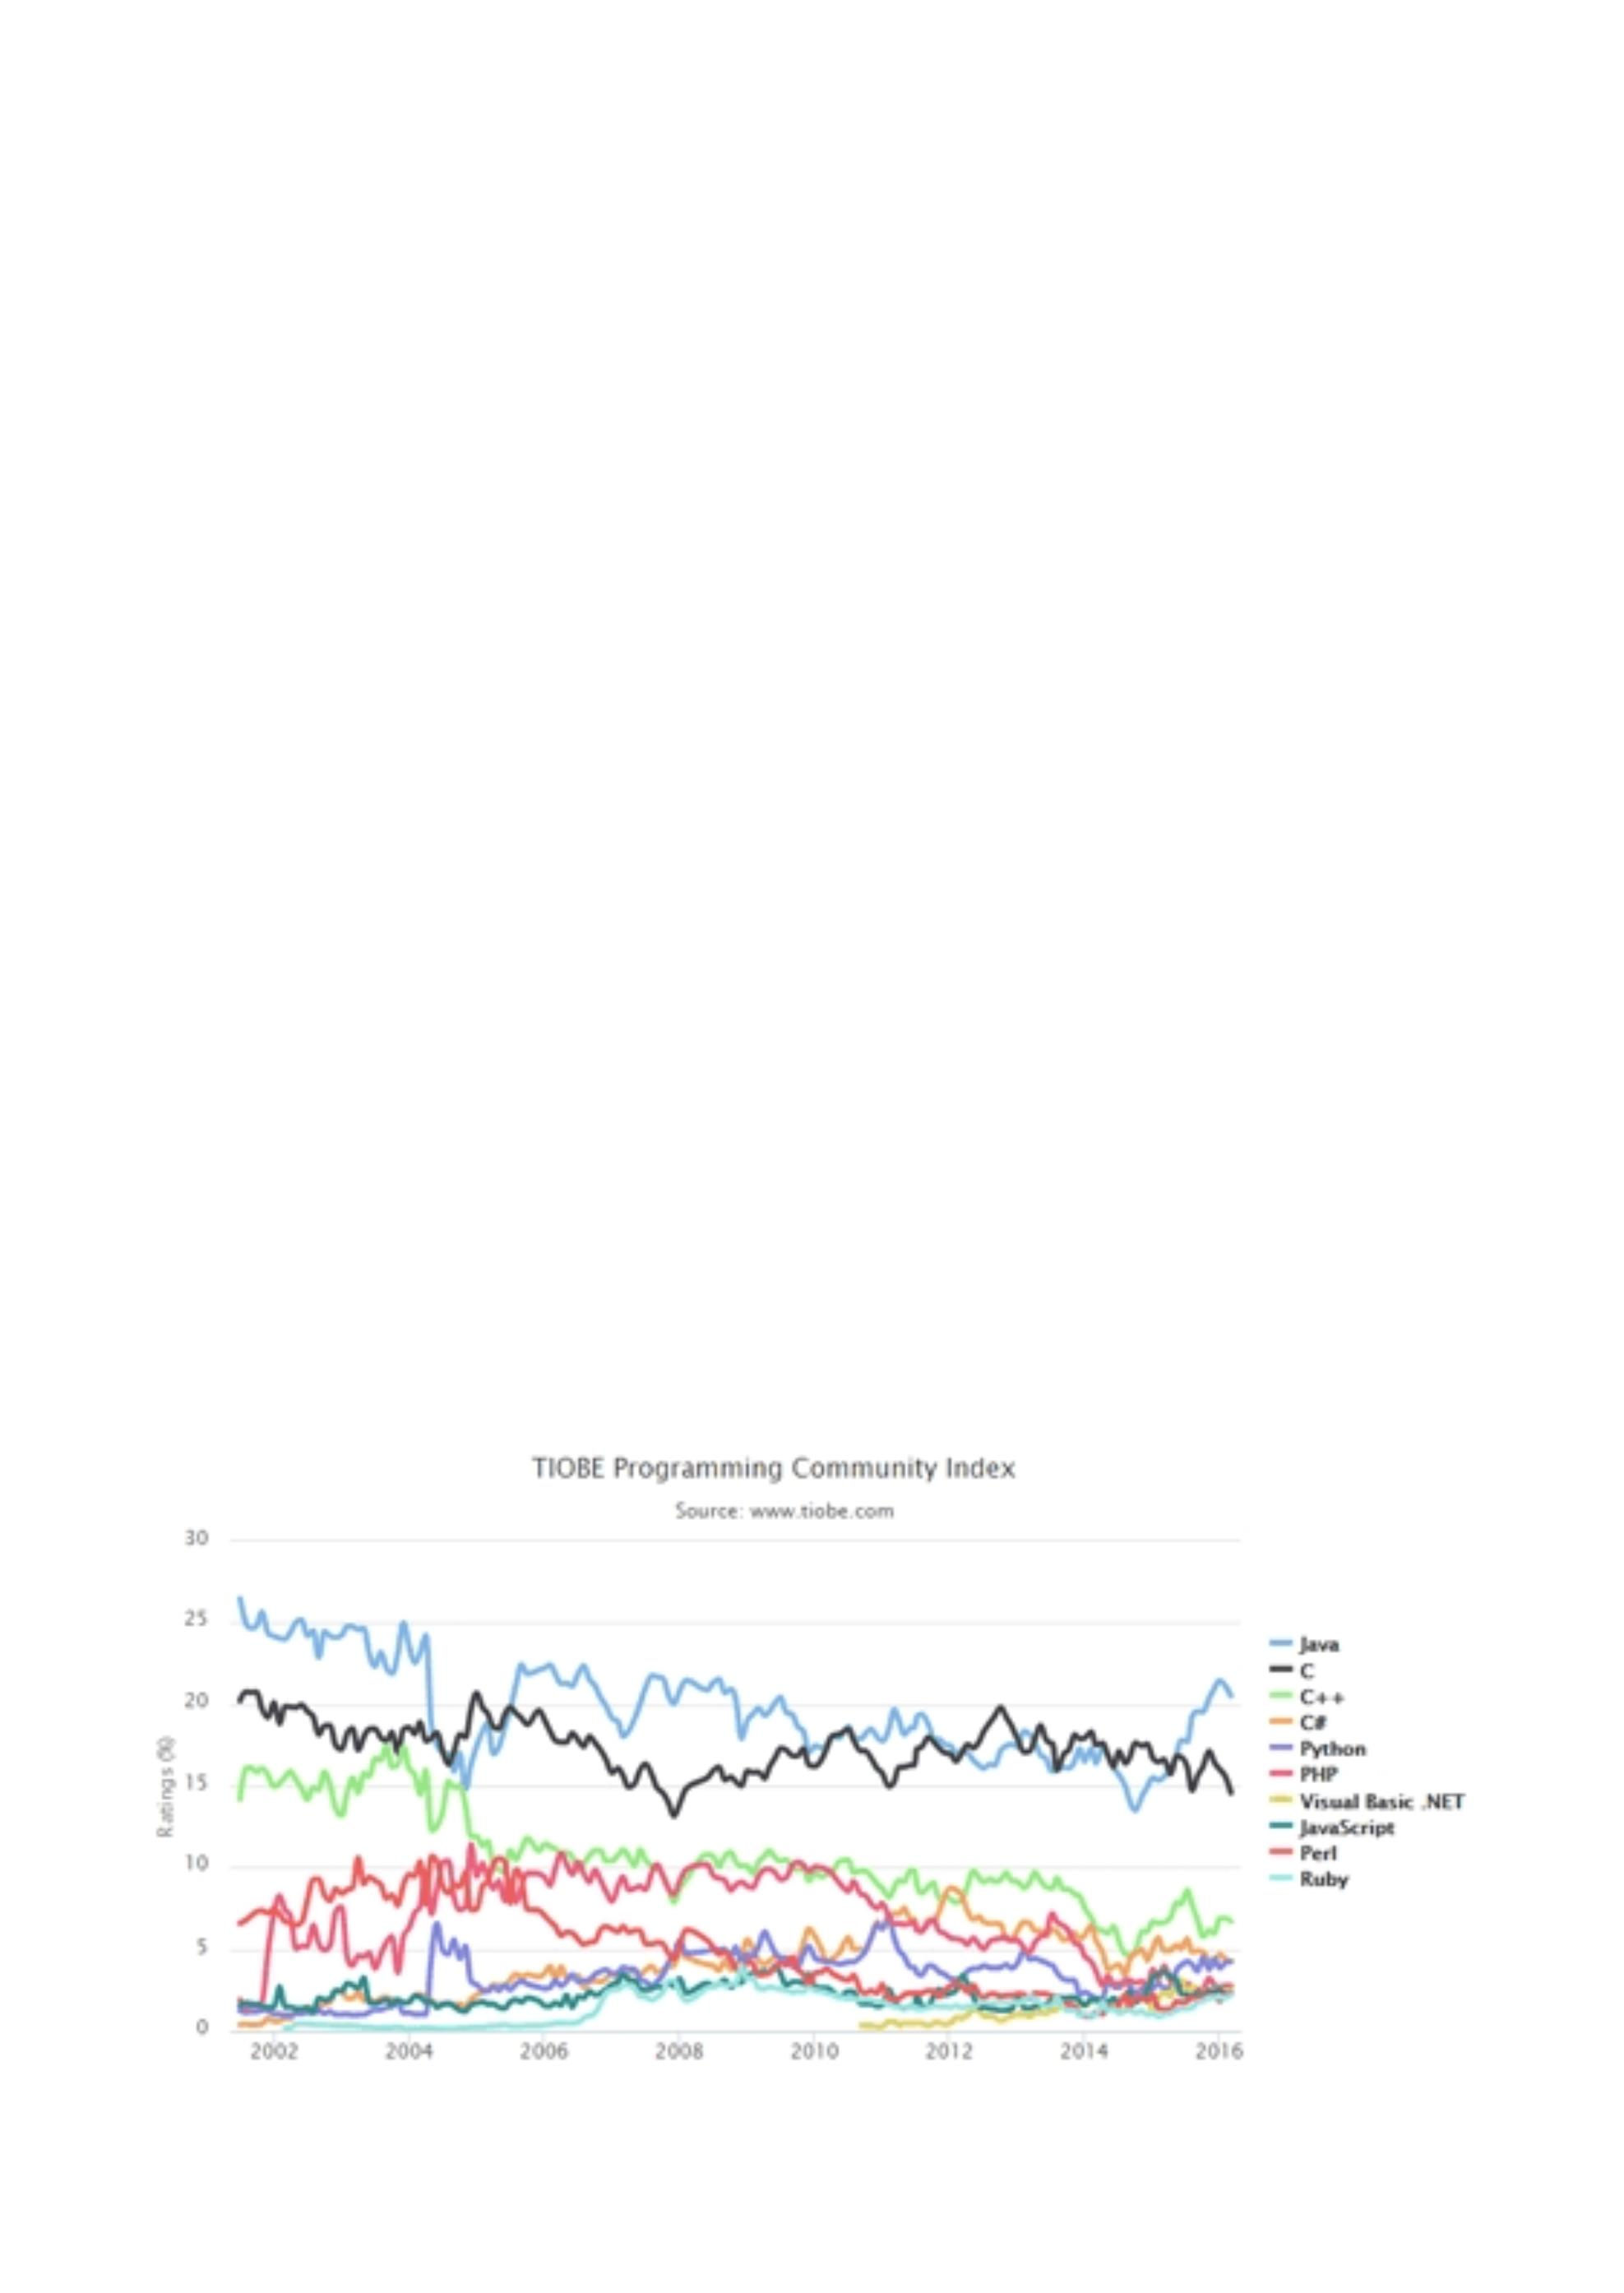 TIOBE Programming Community Index
Source: www.tiobe.com
Ratings (%)
30
25
20
15
10
5
0
2002 2004 2006 2008 2010 2012 2014 2016
Java
C
C++
C#
Python
PHP
Visual Basic .NET
JavaScript
Perl
Ruby